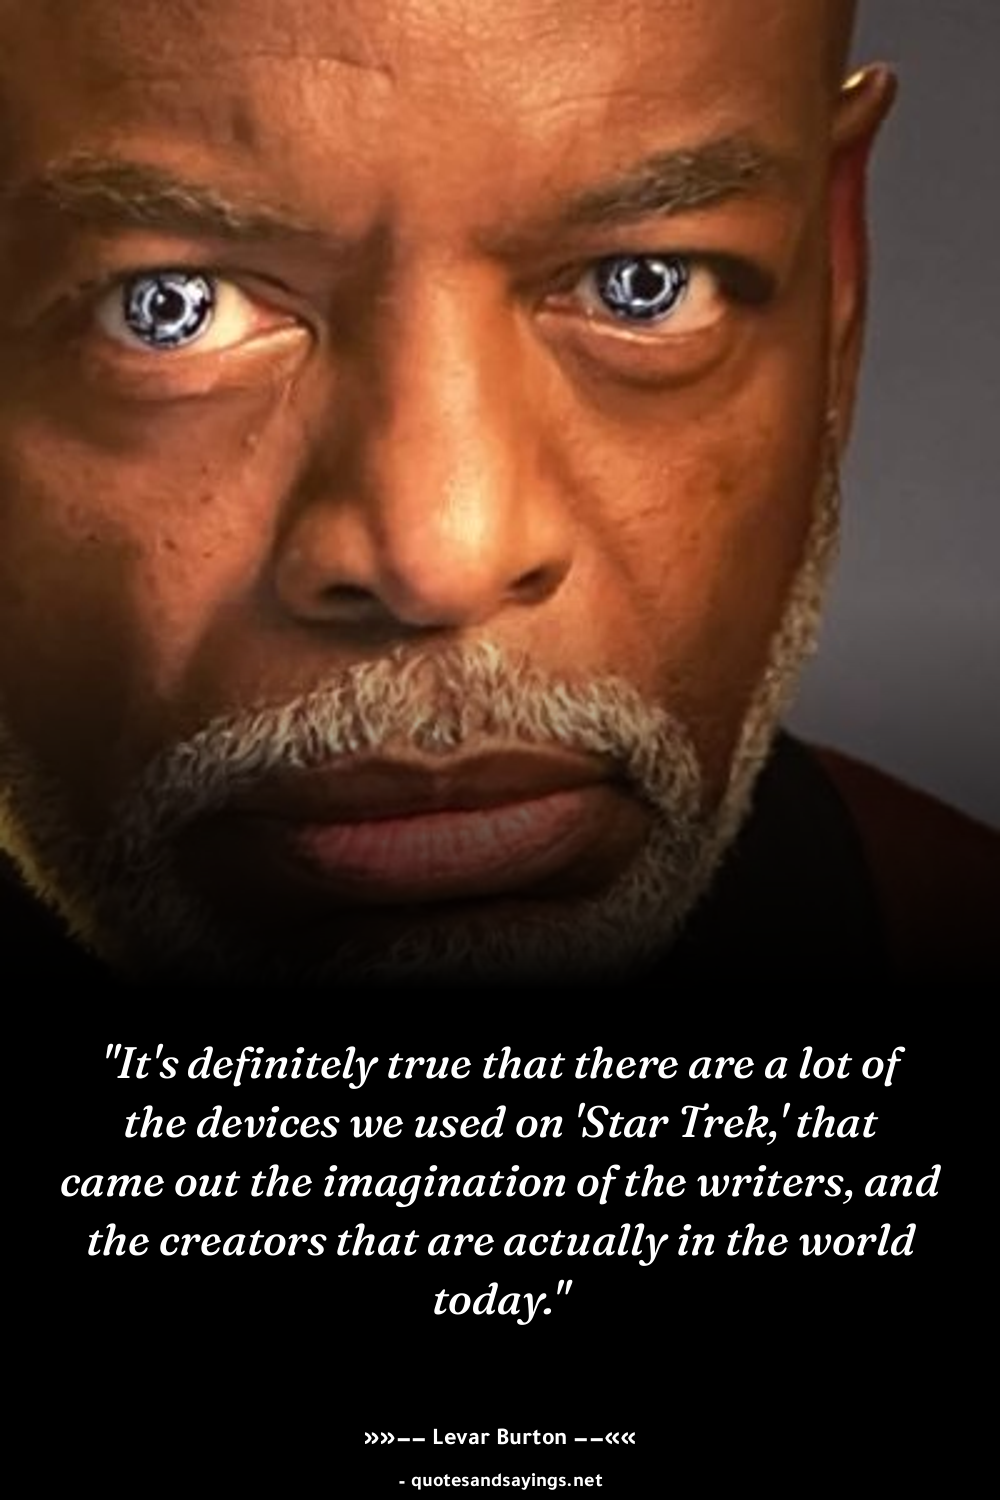 "It's definitely true that there are a lot of
the devices we used on 'Star Trek,' that
came out the imagination of the writers, and
the creators that are actually in the world
today."
»»–– Levar Burton ––««
- quotesandsayings.net